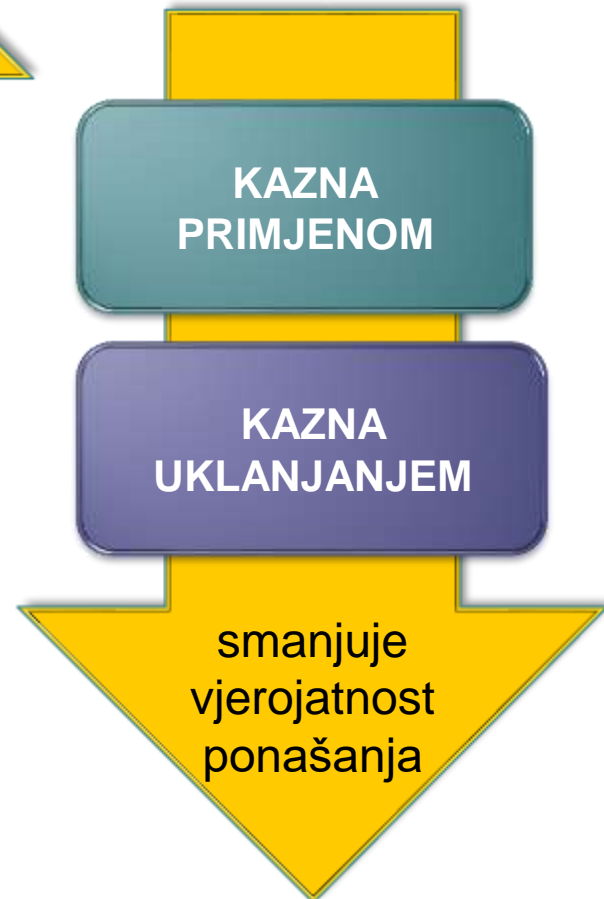 KAZNA
PRIMJENOM
KAZNA
UKLANJANJEM
smanjuje
vjerojatnost
ponašanja